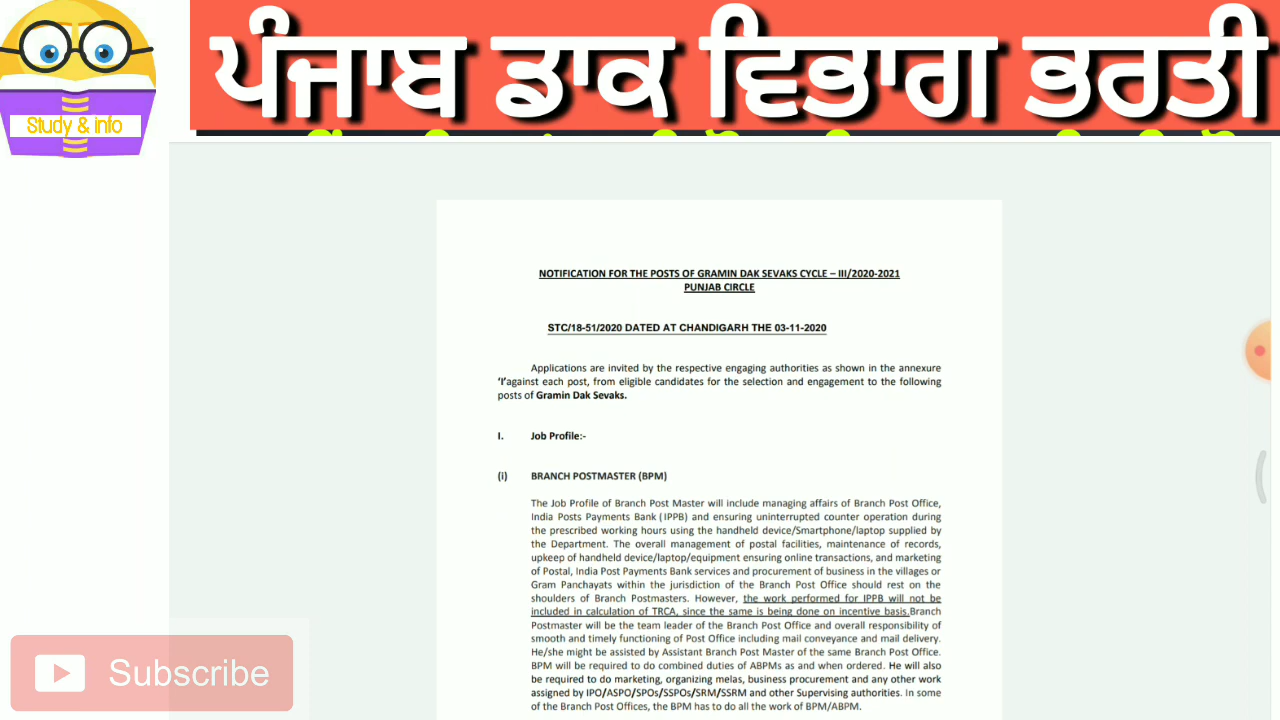 ਪੰਜਾਬ ਡਾਕ ਵਿਭਾਗ ਭਰਤੀ
Study & info
NOTIFICATION FOR THE POSTS OF GRAMIN DAK SEVAKS CYCLE – III/2020-2021
PUNJAB CIRCLE
STC/18-51/2020 DATED AT CHANDIGARH THE 03-11-2020
Applications are invited by the respective engaging authorities as shown in the annexure
‘I’against each post, from eligible candidates for the selection and engagement to the following
posts of Gramin Dak Sevaks.
I. Job Profile:-
(i) BRANCH POSTMASTER (BPM)
The Job Profile of Branch Post Master will include managing affairs of Branch Post Office,
India Posts Payments Bank (IPPB) and ensuring uninterrupted counter operation during
the prescribed working hours using the handheld device/Smartphone/laptop supplied by
the Department. The overall management of postal facilities, maintenance of records,
upkeep of handheld device/laptop/equipment ensuring online transactions, and marketing
of Postal, India Post Payments Bank services and procurement of business in the villages or
Gram Panchayats within the jurisdiction of the Branch Post Office should rest on the
shoulders of Branch Postmasters. However, the work performed for IPPB will not be
included in calculation of TRCA, since the same is being done on incentive basis.Branch
Postmaster will be the team leader of the Branch Post Office and overall responsibility of
smooth and timely functioning of Post Office including mail conveyance and mail delivery.
He/she might be assisted by Assistant Branch Post Master of the same Branch Post Office.
BPM will be required to do combined duties of ABPMs as and when ordered. He will also
be required to do marketing, organizing melas, business procurement and any other work
assigned by IPO/ASPO/SPOs/SSPOs/SRM/SSRM and other Supervising authorities. In some
of the Branch Post Offices, the BPM has to do all the work of BPM/ABPM.
Subscribe